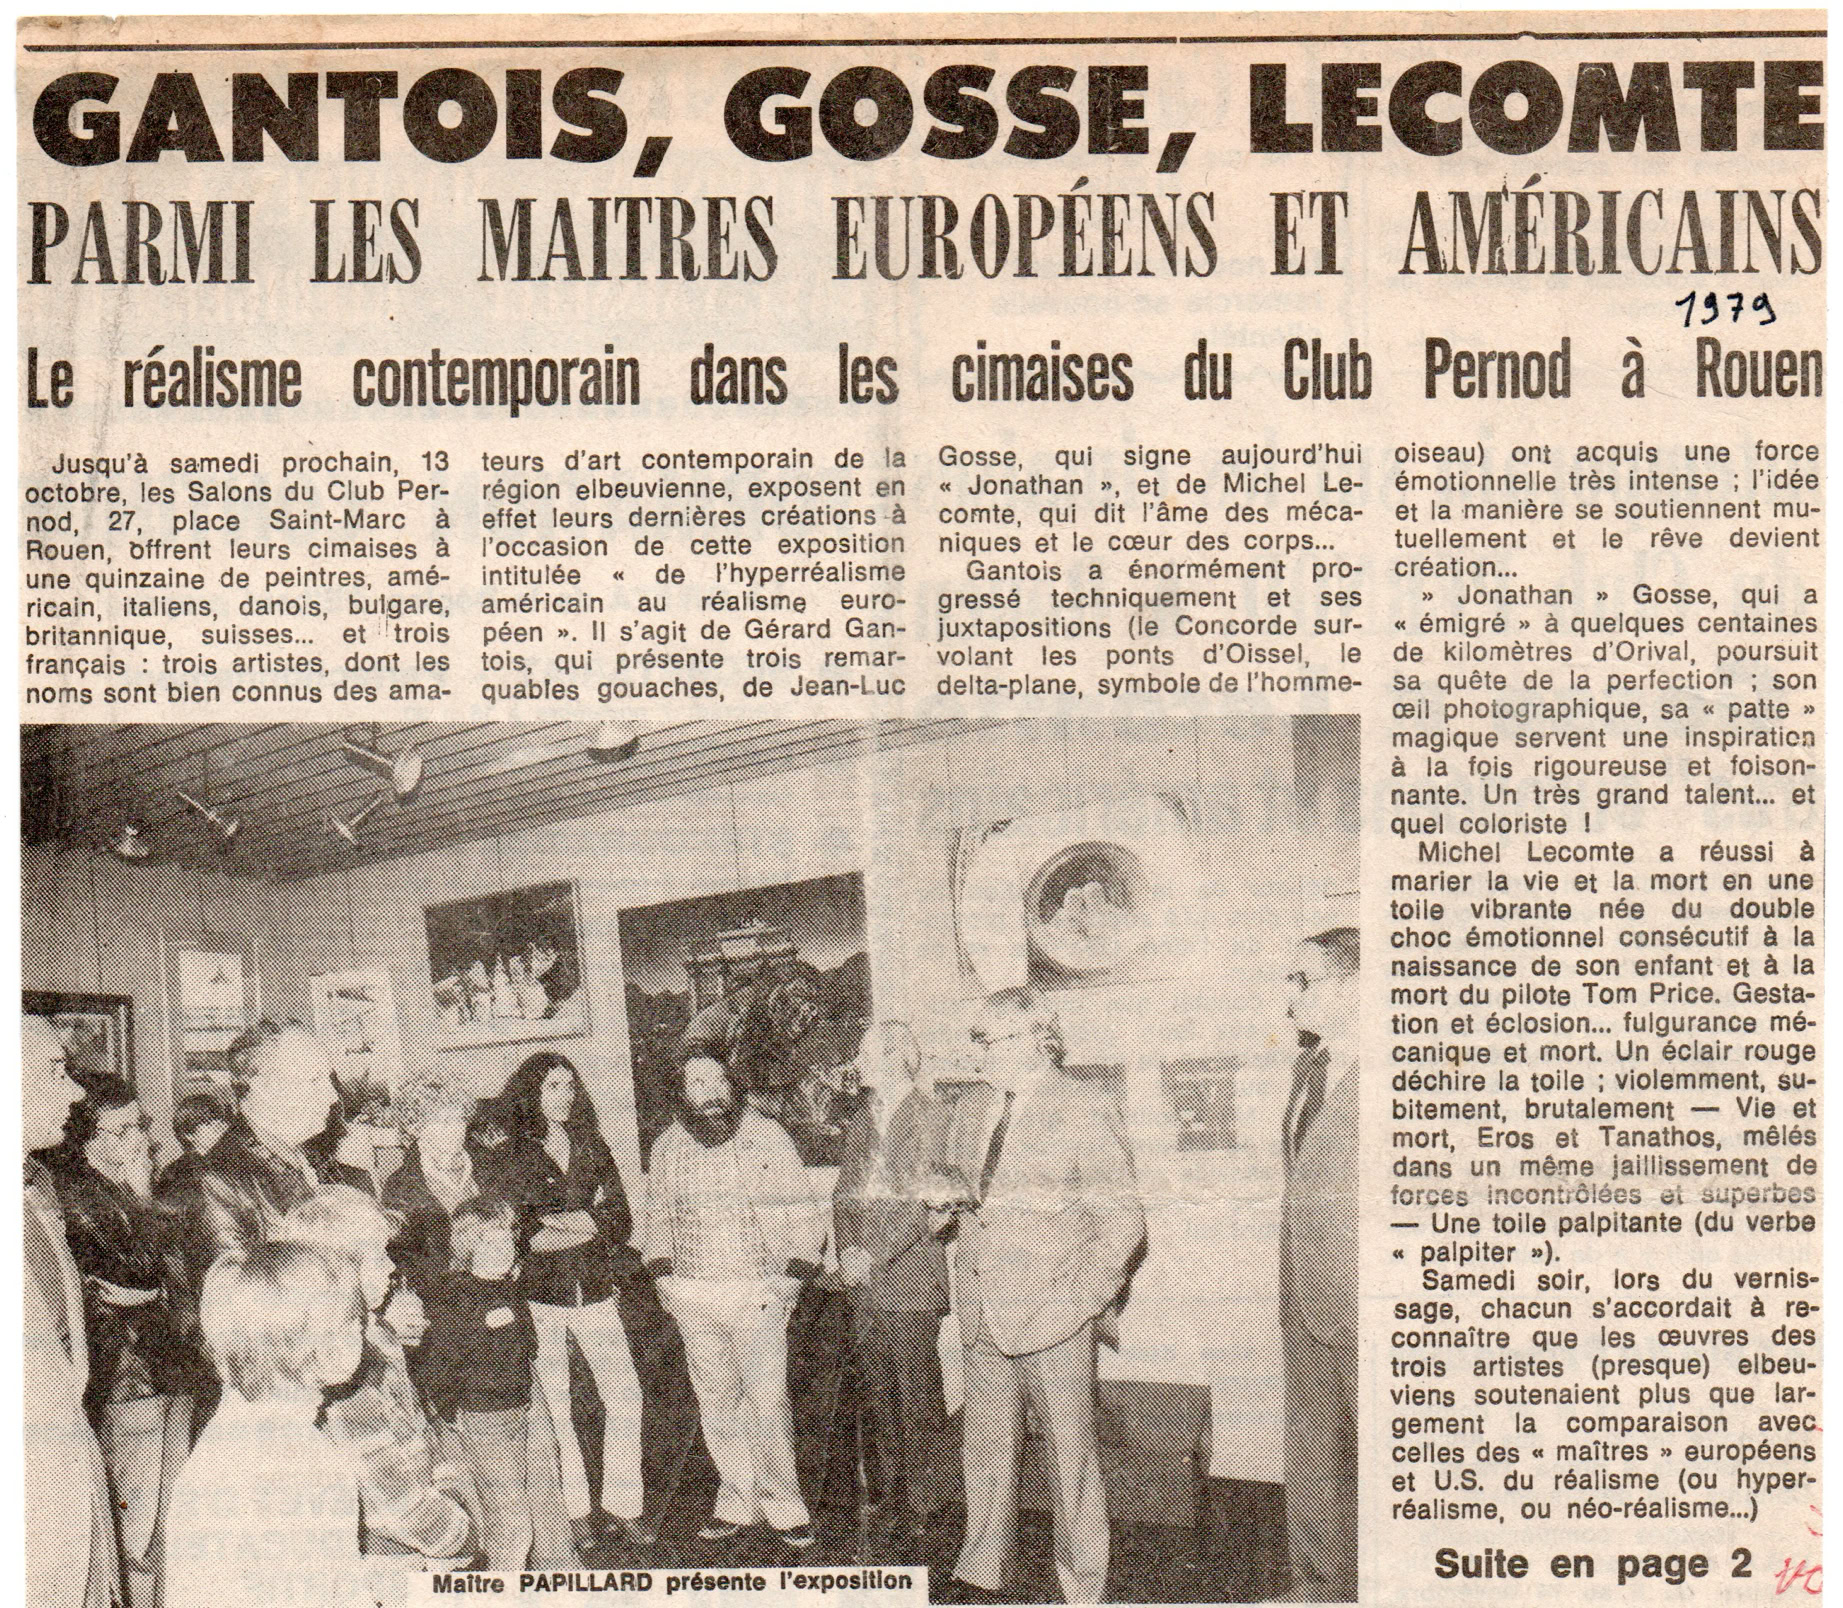 GANTOIS, GOSSE, LECOMTE
PARMI LES MAITRES EUROPÉENS ET AMÉRICAINS
1979
Le réalisme contemporain dans les cimaises du Club Pernod à Rouen
Jusqu'à samedi prochain, 13
octobre, les Salons du Club Per-
nod, 27, place Saint-Marc à
Rouen, offrent leurs cimaises à
une quinzaine de peintres, amé-
ricain, italiens, danois, bulgare,
britannique, suisses... et trois
français : trois artistes, dont les
noms sont bien connus des ama-
teurs d'art contemporain de la
région elbeuvienne, exposent en
effet leurs dernières créations à
l'occasion de cette exposition
intitulée « de l'hyperréalisme
américain au réalisme euro-
péen ». Il s'agit de Gérard Gan-
tois, qui présente trois remar-
quables gouaches, de Jean-Luc
Gosse, qui signe aujourd'hui
« Jonathan », et de Michel Le-
comte, qui dit l'âme des méca-
niques et le cœur des corps...
Gantois a énormément pro-
gressé techniquement et ses
juxtapositions (le Concorde sur-
volant les ponts d'Oissel, le
delta-plane, symbole de l'homme-
oiseau) ont acquis une force
émotionnelle très intense ; l'idée
et la manière se soutiennent mu-
tuellement et le rêve devient
création...
» Jonathan » Gosse, qui a
« émigré » à quelques centaines
de kilomètres d'Orival, poursuit
sa quête de la perfection ; son
œil photographique, sa « patte »
magique servent une inspiration
à la fois rigoureuse et foison-
nante. Un très grand talent... et
quel coloriste !
Michel Lecomte a réussi à
marier la vie et la mort en une
toile vibrante née du double
choc émotionnel consécutif à la
naissance de son enfant et à la
mort du pilote Tom Price. Gesta-
tion et éclosion... fulgurance mé-
canique et mort. Un éclair rouge
déchire la toile ; violemment, su-
bitement, brutalement — Vie et
mort, Eros et Tanathos, mêlés
dans un même jaillissement de
forces incontrôlées et superbes
— Une toile palpitante (du verbe
« palpiter »).
Samedi soir, lors du vernis-
sage, chacun s'accordait à re-
connaître que les œuvres des
trois artistes (presque) elbeu-
viens soutenaient plus que lar-
gement la comparaison avec
celles des « maîtres » européens
et U.S. du réalisme (ou hyper-
réalisme, ou néo-réalisme...)
Suite en page 2
Maître PAPILLARD présente l'exposition